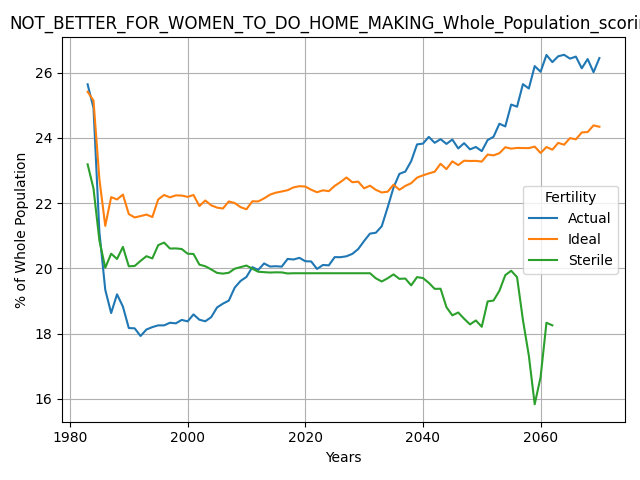 NOT_BETTER_FOR_WOMEN_TO_DO_HOME_MAKING_Whole_Population_scori
% of Whole Population
26
24
22
20
18
16
Fertility
Actual
Ideal
Sterile
1980
2000
2020
2040
2060
Years